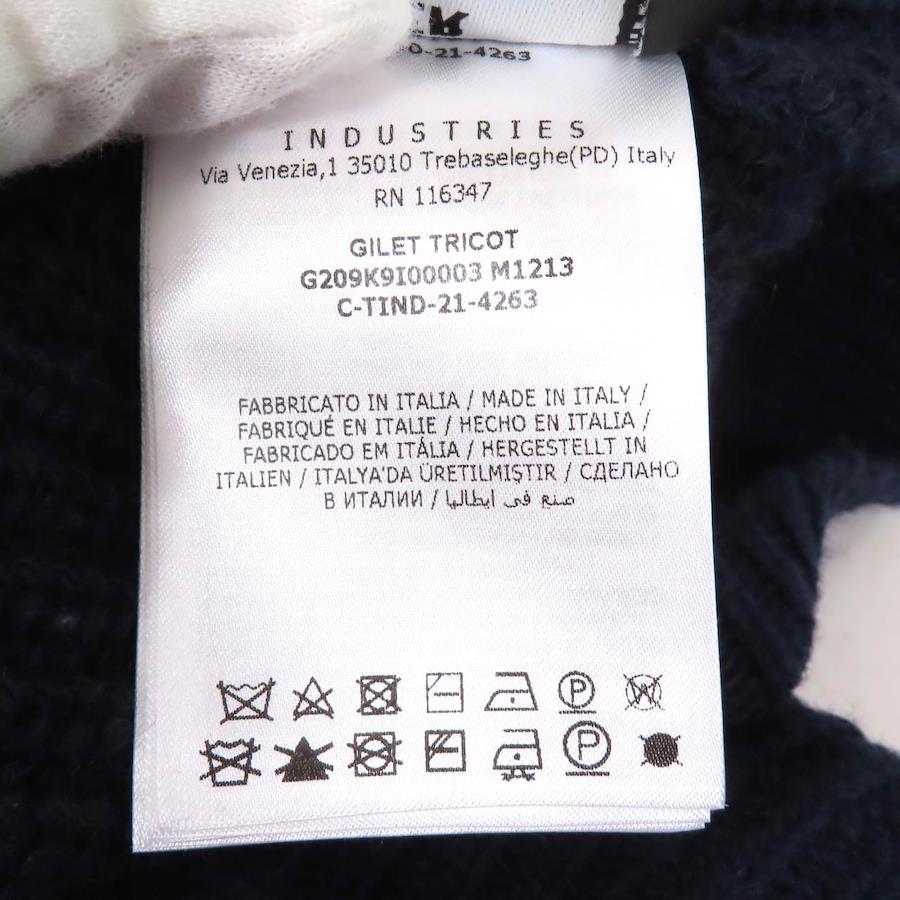 D-21-4263
INDUSTRIES
Via Venezia,1 35010 Trebaseleghe(PD) Italy
RN 116347
GILET TRICOT
G209K9I00003 M1213
C-TIND-21-4263
FABBRICATO IN ITALIA / MADE IN ITALY /
FABRIQUÉ EN ITALIE / HECHO EN ITALIA /
FABRICADO EM ITÁLIA / HERGESTELLT IN
ITALIEN / ITALYA'DA ÜRETILMIŞTIR / СДЕЛАНО
В ИТАЛИИ / صنع في ايطاليا
P W
P